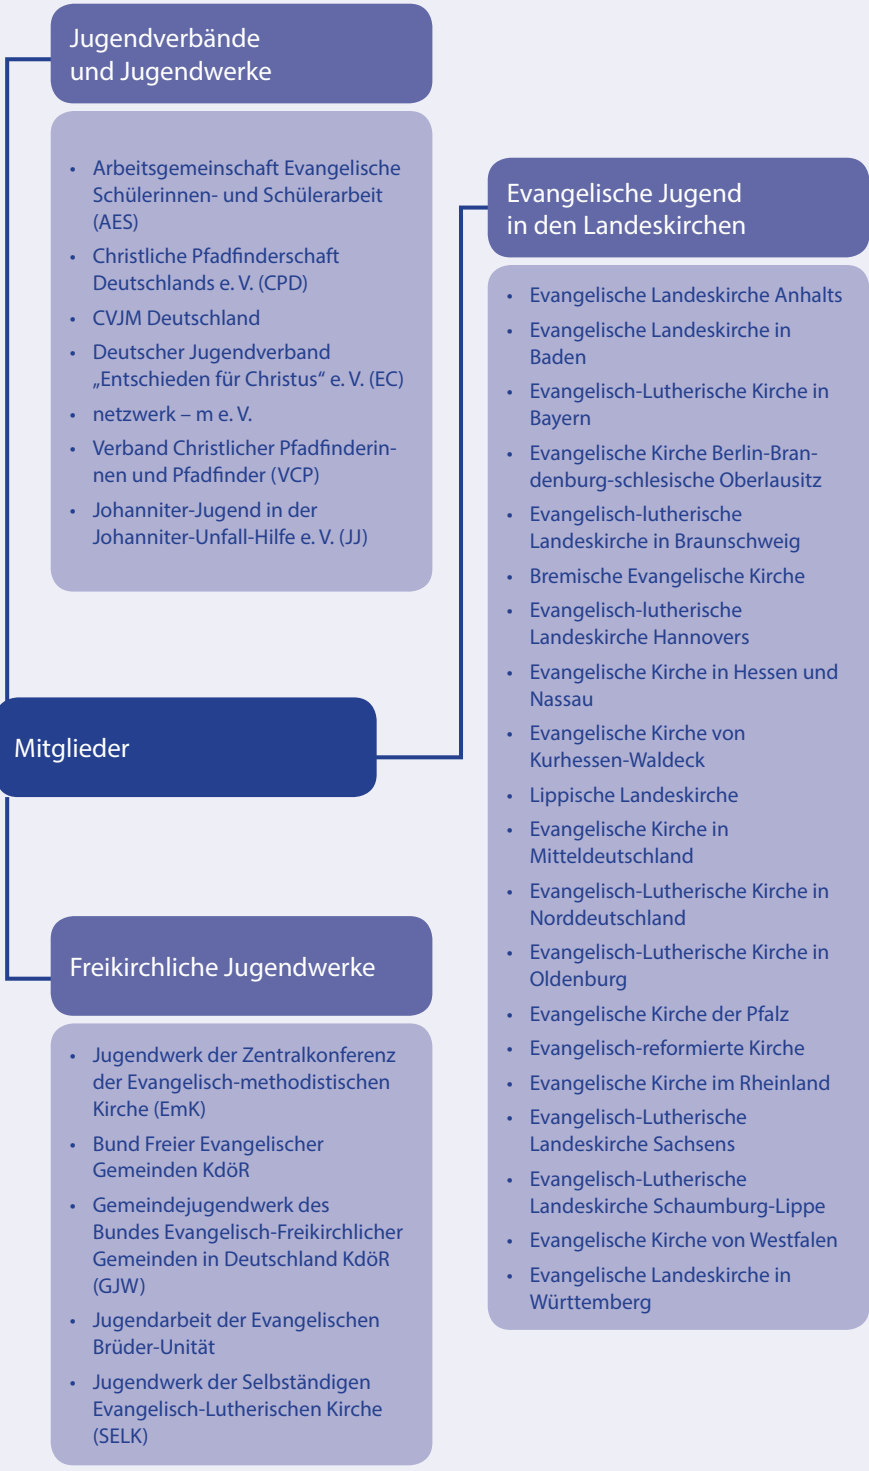 Jugendverbände
und Jugendwerke
• Arbeitsgemeinschaft Evangelische
Schülerinnen- und Schülerarbeit
(AES)
• Christliche Pfadfinderschaft
Deutschlands e. V. (CPD)
• CVJM Deutschland
• Deutscher Jugendverband
„Entschieden für Christus“ e. V. (EC)
• netzwerk – m e. V.
• Verband Christlicher Pfadfinderin-
nen und Pfadfinder (VCP)
• Johanniter-Jugend in der
Johanniter-Unfall-Hilfe e. V. (JJ)
Mitglieder
Freikirchliche Jugendwerke
• Jugendwerk der Zentralkonferenz
der Evangelisch-methodistischen
Kirche (EmK)
• Bund Freier Evangelischer
Gemeinden KdöR
• Gemeindejugendwerk des
Bundes Evangelisch-Freikirchlicher
Gemeinden in Deutschland KdöR
(GJW)
• Jugendarbeit der Evangelischen
Brüder-Unität
• Jugendwerk der Selbständigen
Evangelisch-Lutherischen Kirche
(SELK)
Evangelische Jugend
in den Landeskirchen
• Evangelische Landeskirche Anhalts
• Evangelische Landeskirche in
Baden
• Evangelisch-Lutherische Kirche in
Bayern
• Evangelische Kirche Berlin-Bran-
denburg-schlesische Oberlausitz
• Evangelisch-lutherische
Landeskirche in Braunschweig
• Bremische Evangelische Kirche
• Evangelisch-lutherische
Landeskirche Hannovers
• Evangelische Kirche in Hessen und
Nassau
• Evangelische Kirche von
Kurhessen-Waldeck
• Lippische Landeskirche
• Evangelische Kirche in
Mitteldeutschland
• Evangelisch-Lutherische Kirche in
Norddeutschland
• Evangelisch-Lutherische Kirche in
Oldenburg
• Evangelische Kirche der Pfalz
• Evangelisch-reformierte Kirche
• Evangelische Kirche im Rheinland
• Evangelisch-Lutherische
Landeskirche Sachsens
• Evangelisch-Lutherische
Landeskirche Schaumburg-Lippe
• Evangelische Kirche von Westfalen
• Evangelische Landeskirche in
Württemberg